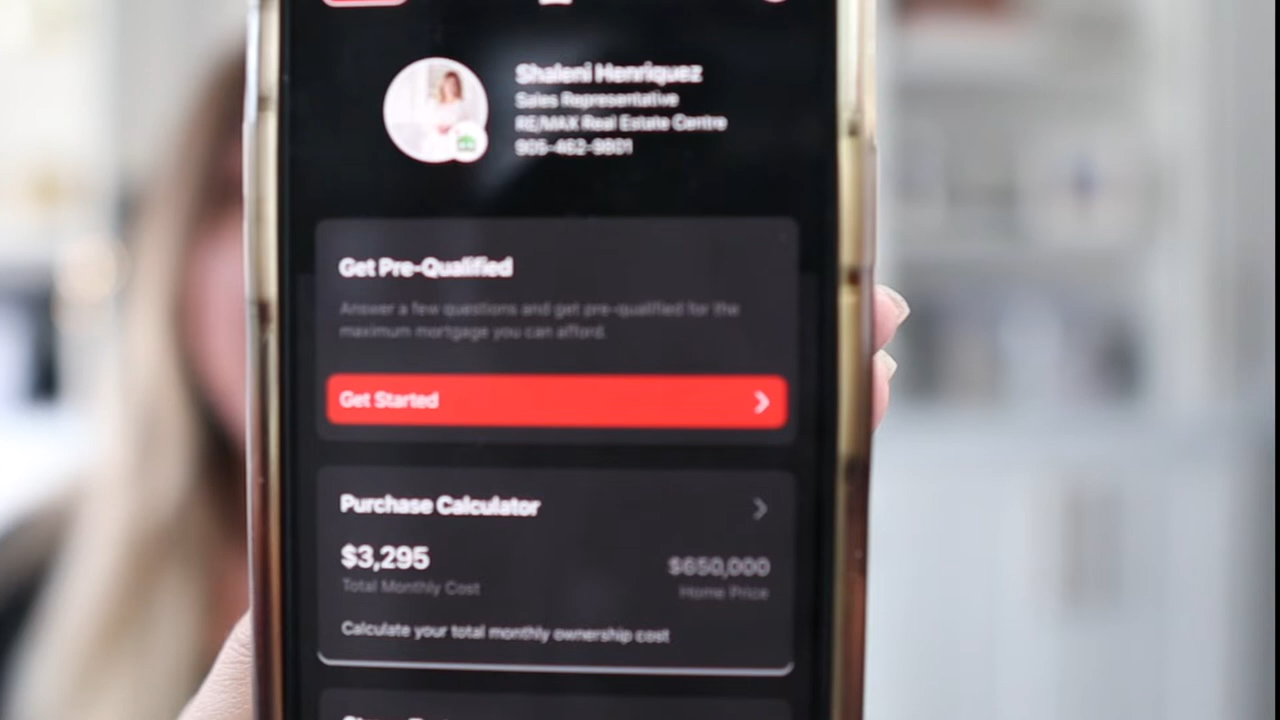 Shaleni Henriquez
Sales Representative
RE/MAX Real Estate Centre
905-462-9801
Get Pre-Qualified
Answer a few questions and get pre-qualified for the
maximum mortgage you can afford.
Get Started
Purchase Calculator
$3,295
$650,000
Total Monthly Cost
Home Price
Calculate your total monthly ownership cost